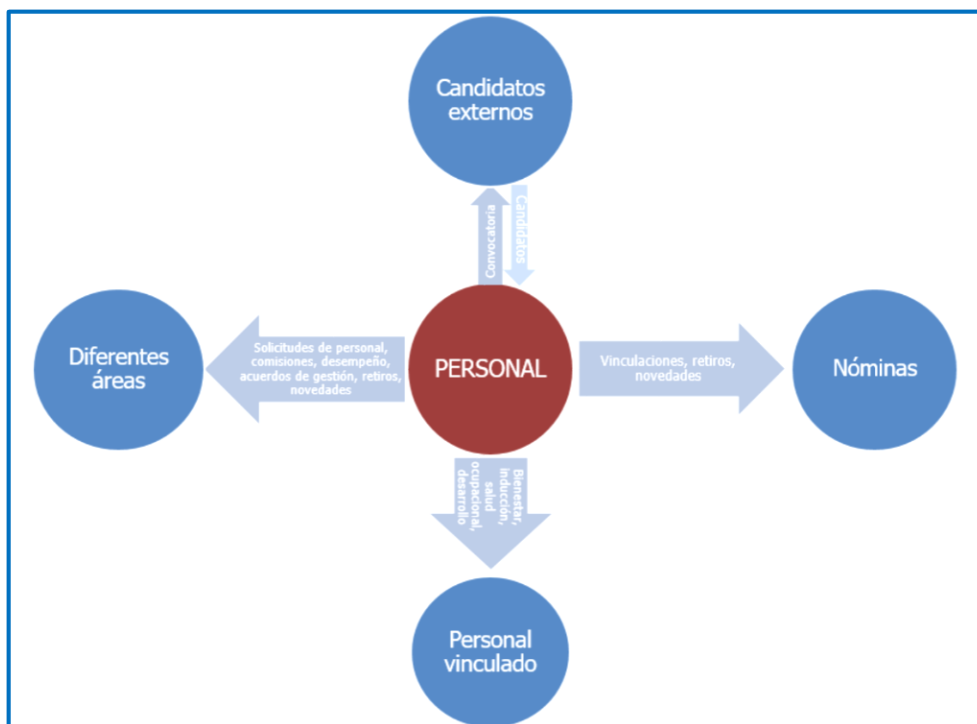 Candidatos
externos
Convocatoria
Candidatos
Diferentes
áreas
Solicitudes de personal,
comisiones, desempeño,
acuerdos de gestión, retiros,
novedades
PERSONAL
Vinculaciones, retiros,
novedades
Nóminas
Bienestar,
inducción,
salud
ocupacional,
desarrollo
Personal
vinculado